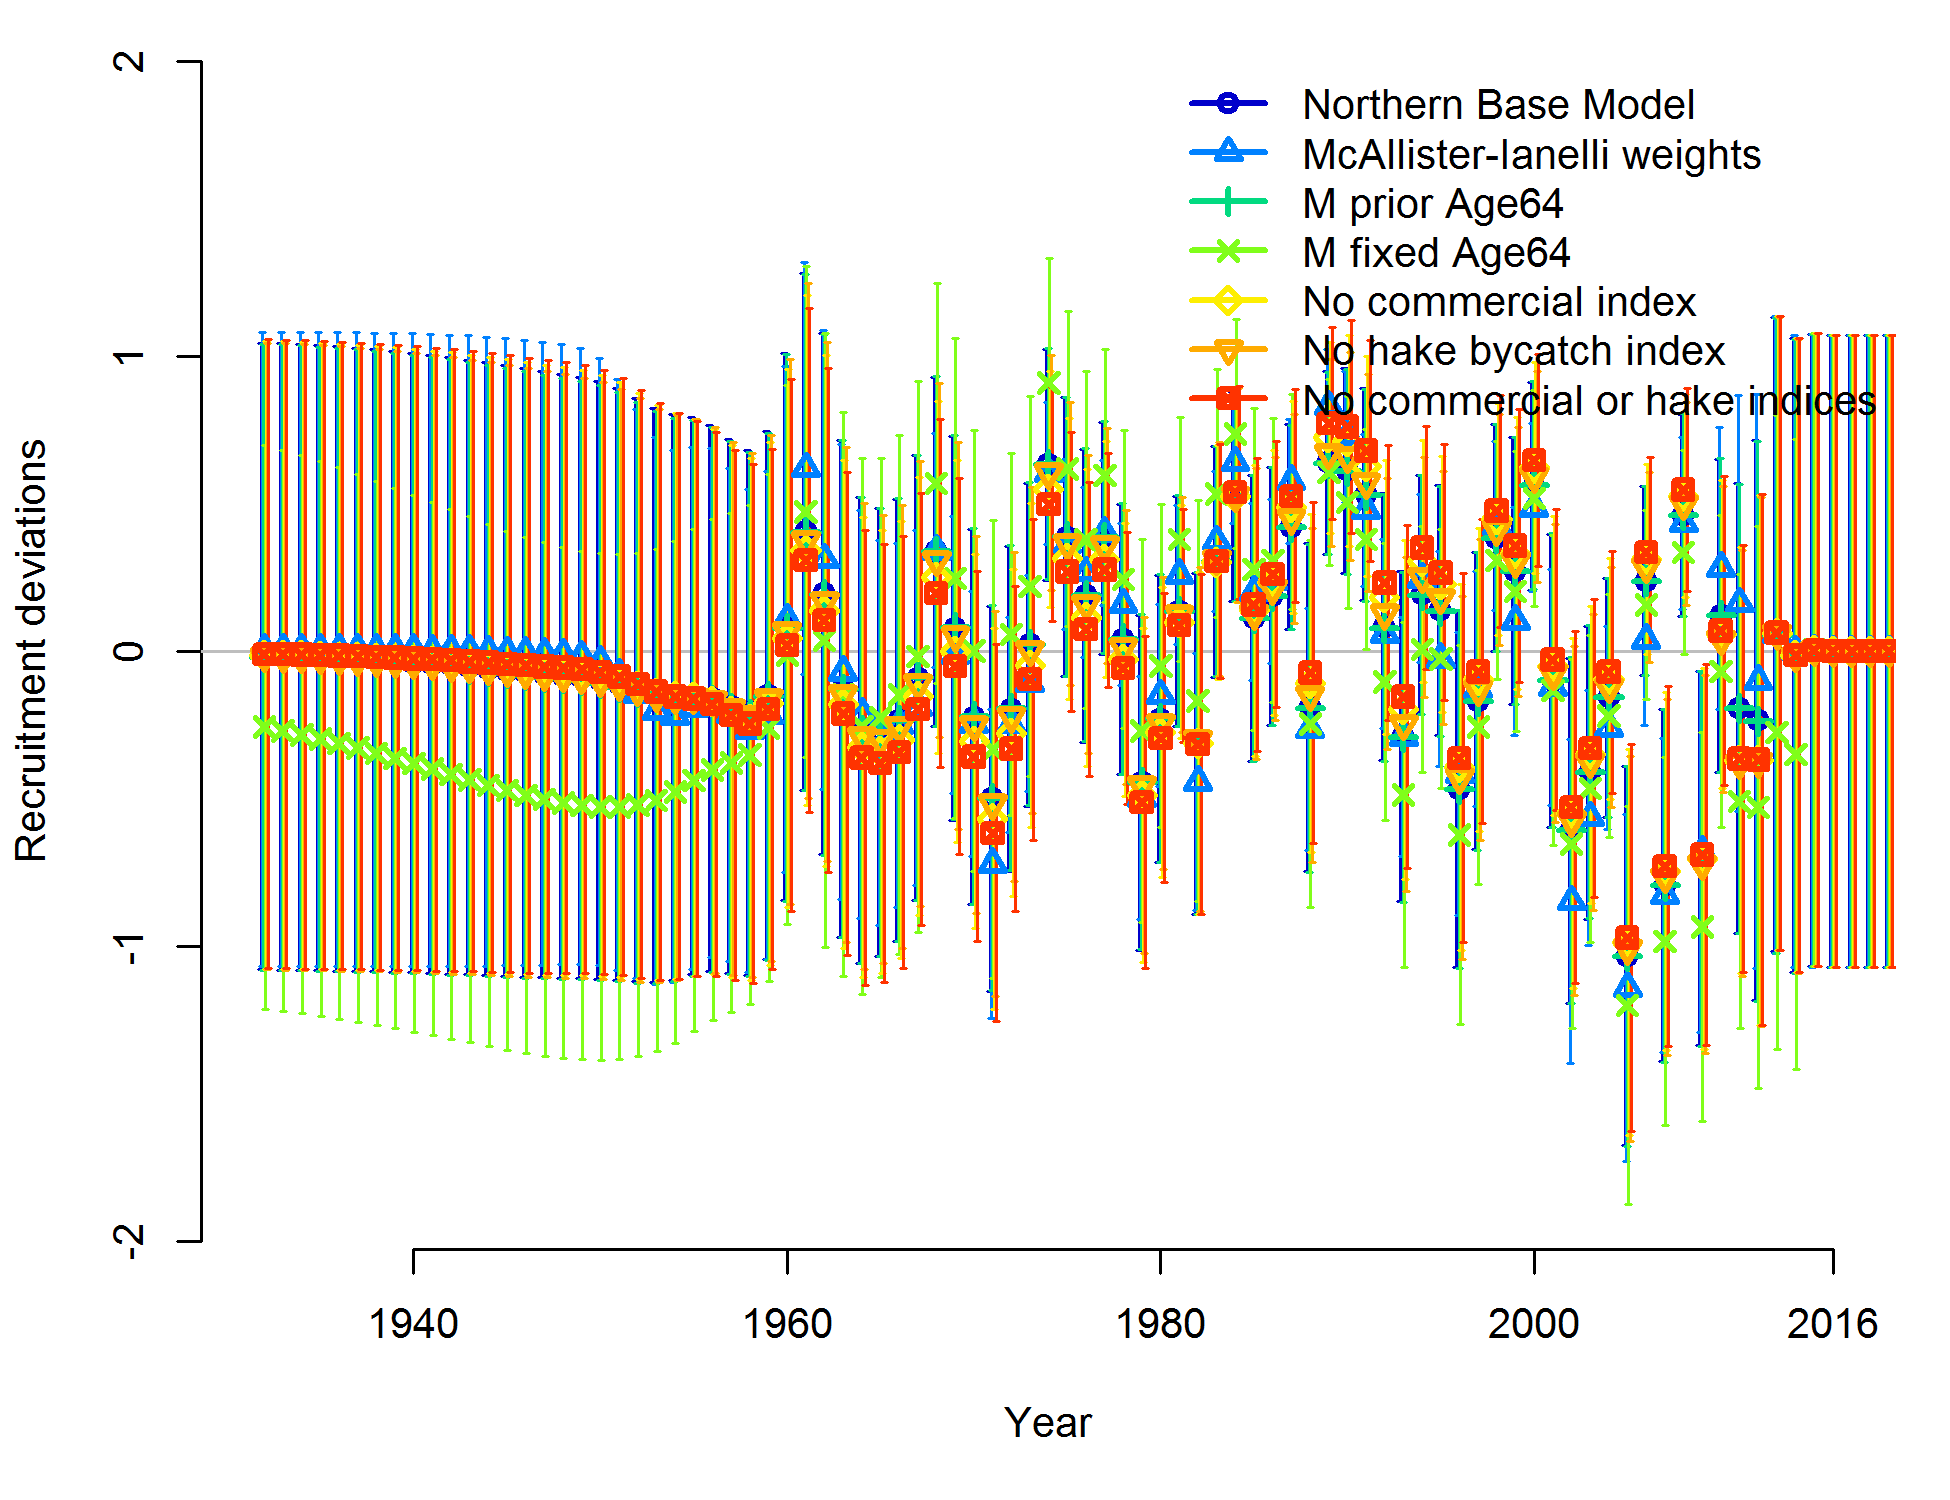 2
1
0
-1
-2
Recruitment deviations
Northern Base Model
McAllister-Ianelli weights
M prior Age64
M fixed Age64
No commercial index
No hake bycatch index
No commercial or hake indices
1940
1960
1980
2000
2016
Year